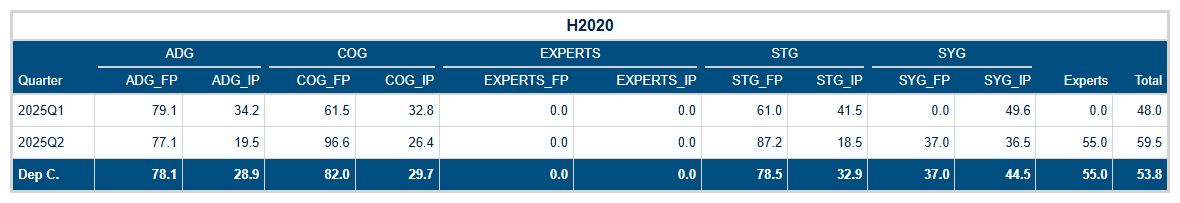 H2020
ADG COG EXPERTS STG SYG
Quarter ADG_FP ADG_IP COG_FP COG_IP EXPERTS_FP EXPERTS_IP STG_FP STG_IP SYG_FP SYG_IP Experts Total
2025Q1 79.1 34.2 61.5 32.8 0.0 0.0 61.0 41.5 0.0 49.6 0.0 48.0
2025Q2 77.1 19.5 96.6 26.4 0.0 0.0 87.2 18.5 37.0 36.5 55.0 59.5
Dep C. 78.1 28.9 82.0 29.7 0.0 0.0 78.5 32.9 37.0 44.5 55.0 53.8